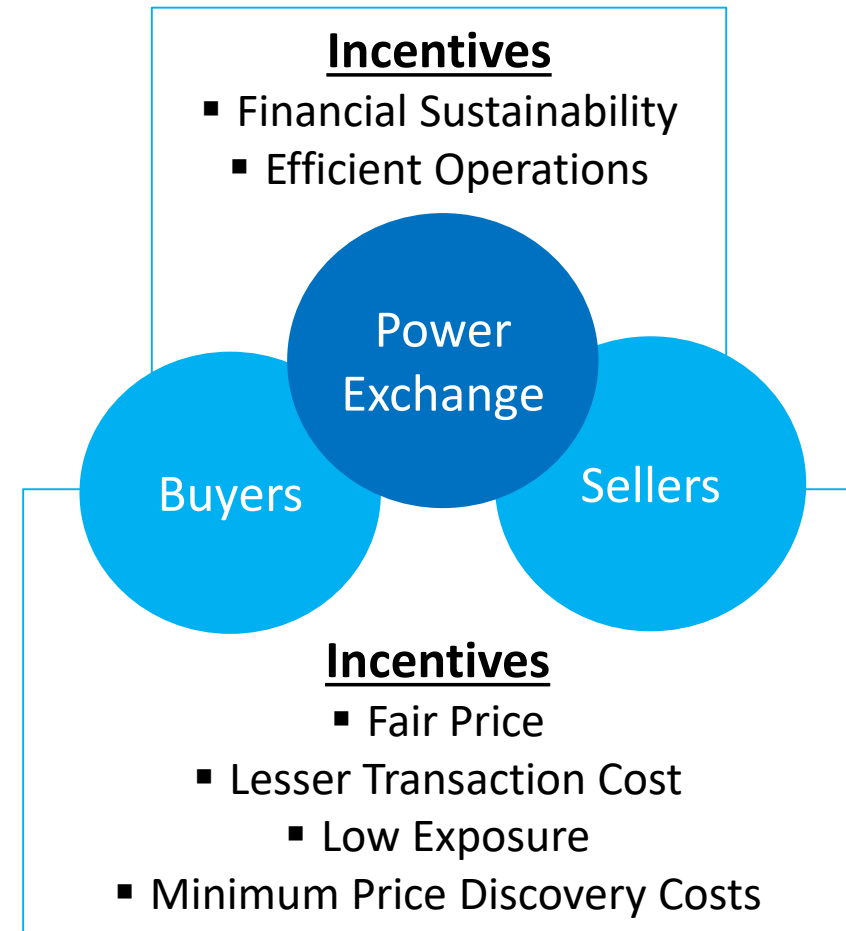 Incentives
▪ Financial Sustainability
▪ Efficient Operations
Power
Exchange
Buyers
Sellers
Incentives
▪ Fair Price
▪ Lesser Transaction Cost
▪ Low Exposure
▪ Minimum Price Discovery Costs